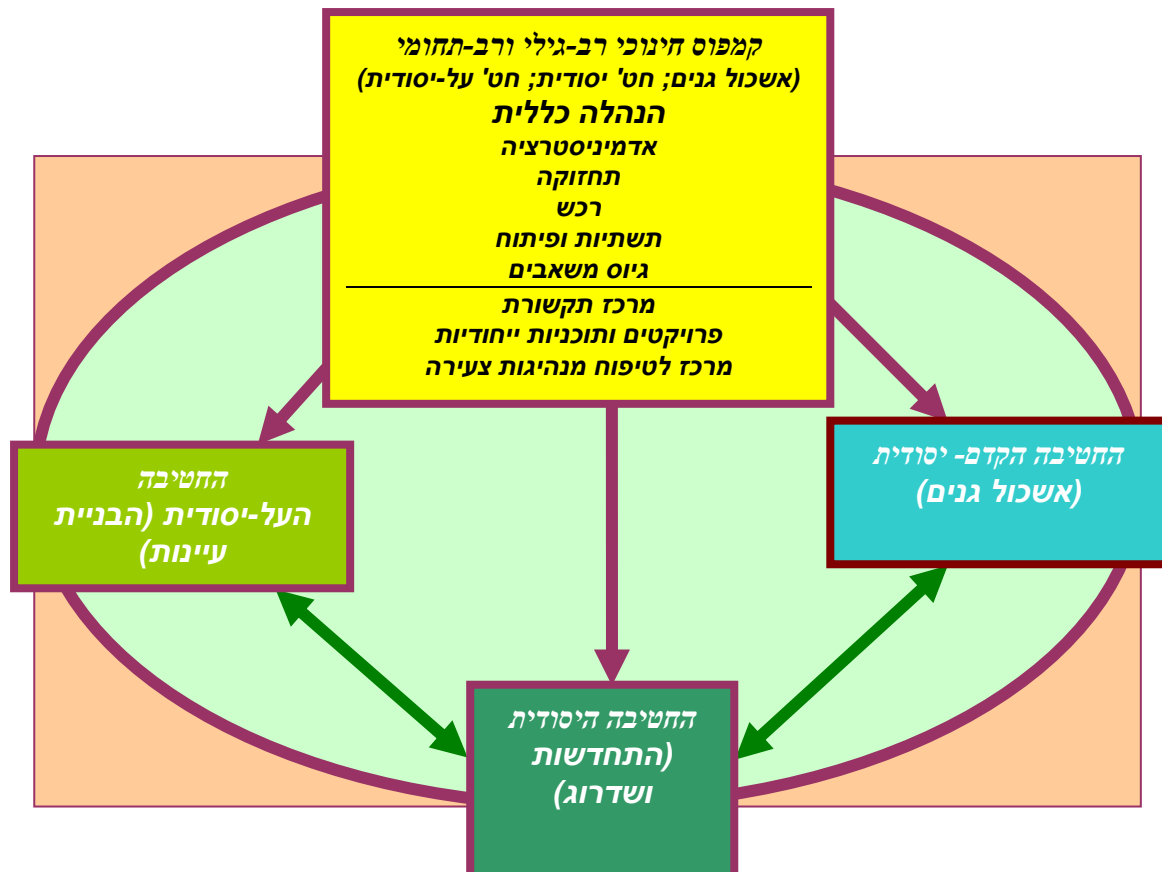 קמפוס חינוכי רב-גילי ורב-תחומי
(אשכול גנים; חט' יסודית; חט' על-יסודית)
הנהלה כללית
אדמיניסטרציה
תחזוקה
רכש
תשתיות ופיתוח
גיוס משאבים
מרכז תקשורת
פרויקטים ותוכניות ייחודיות
מרכז לטיפוח מנהיגות צעירה
החטיבה הקדם- יסודית
(אשכול גנים)
החטיבה
העל-יסודית (הבניית
עיינות)
החטיבה היסודית
(התחדשות
ושדרוג)